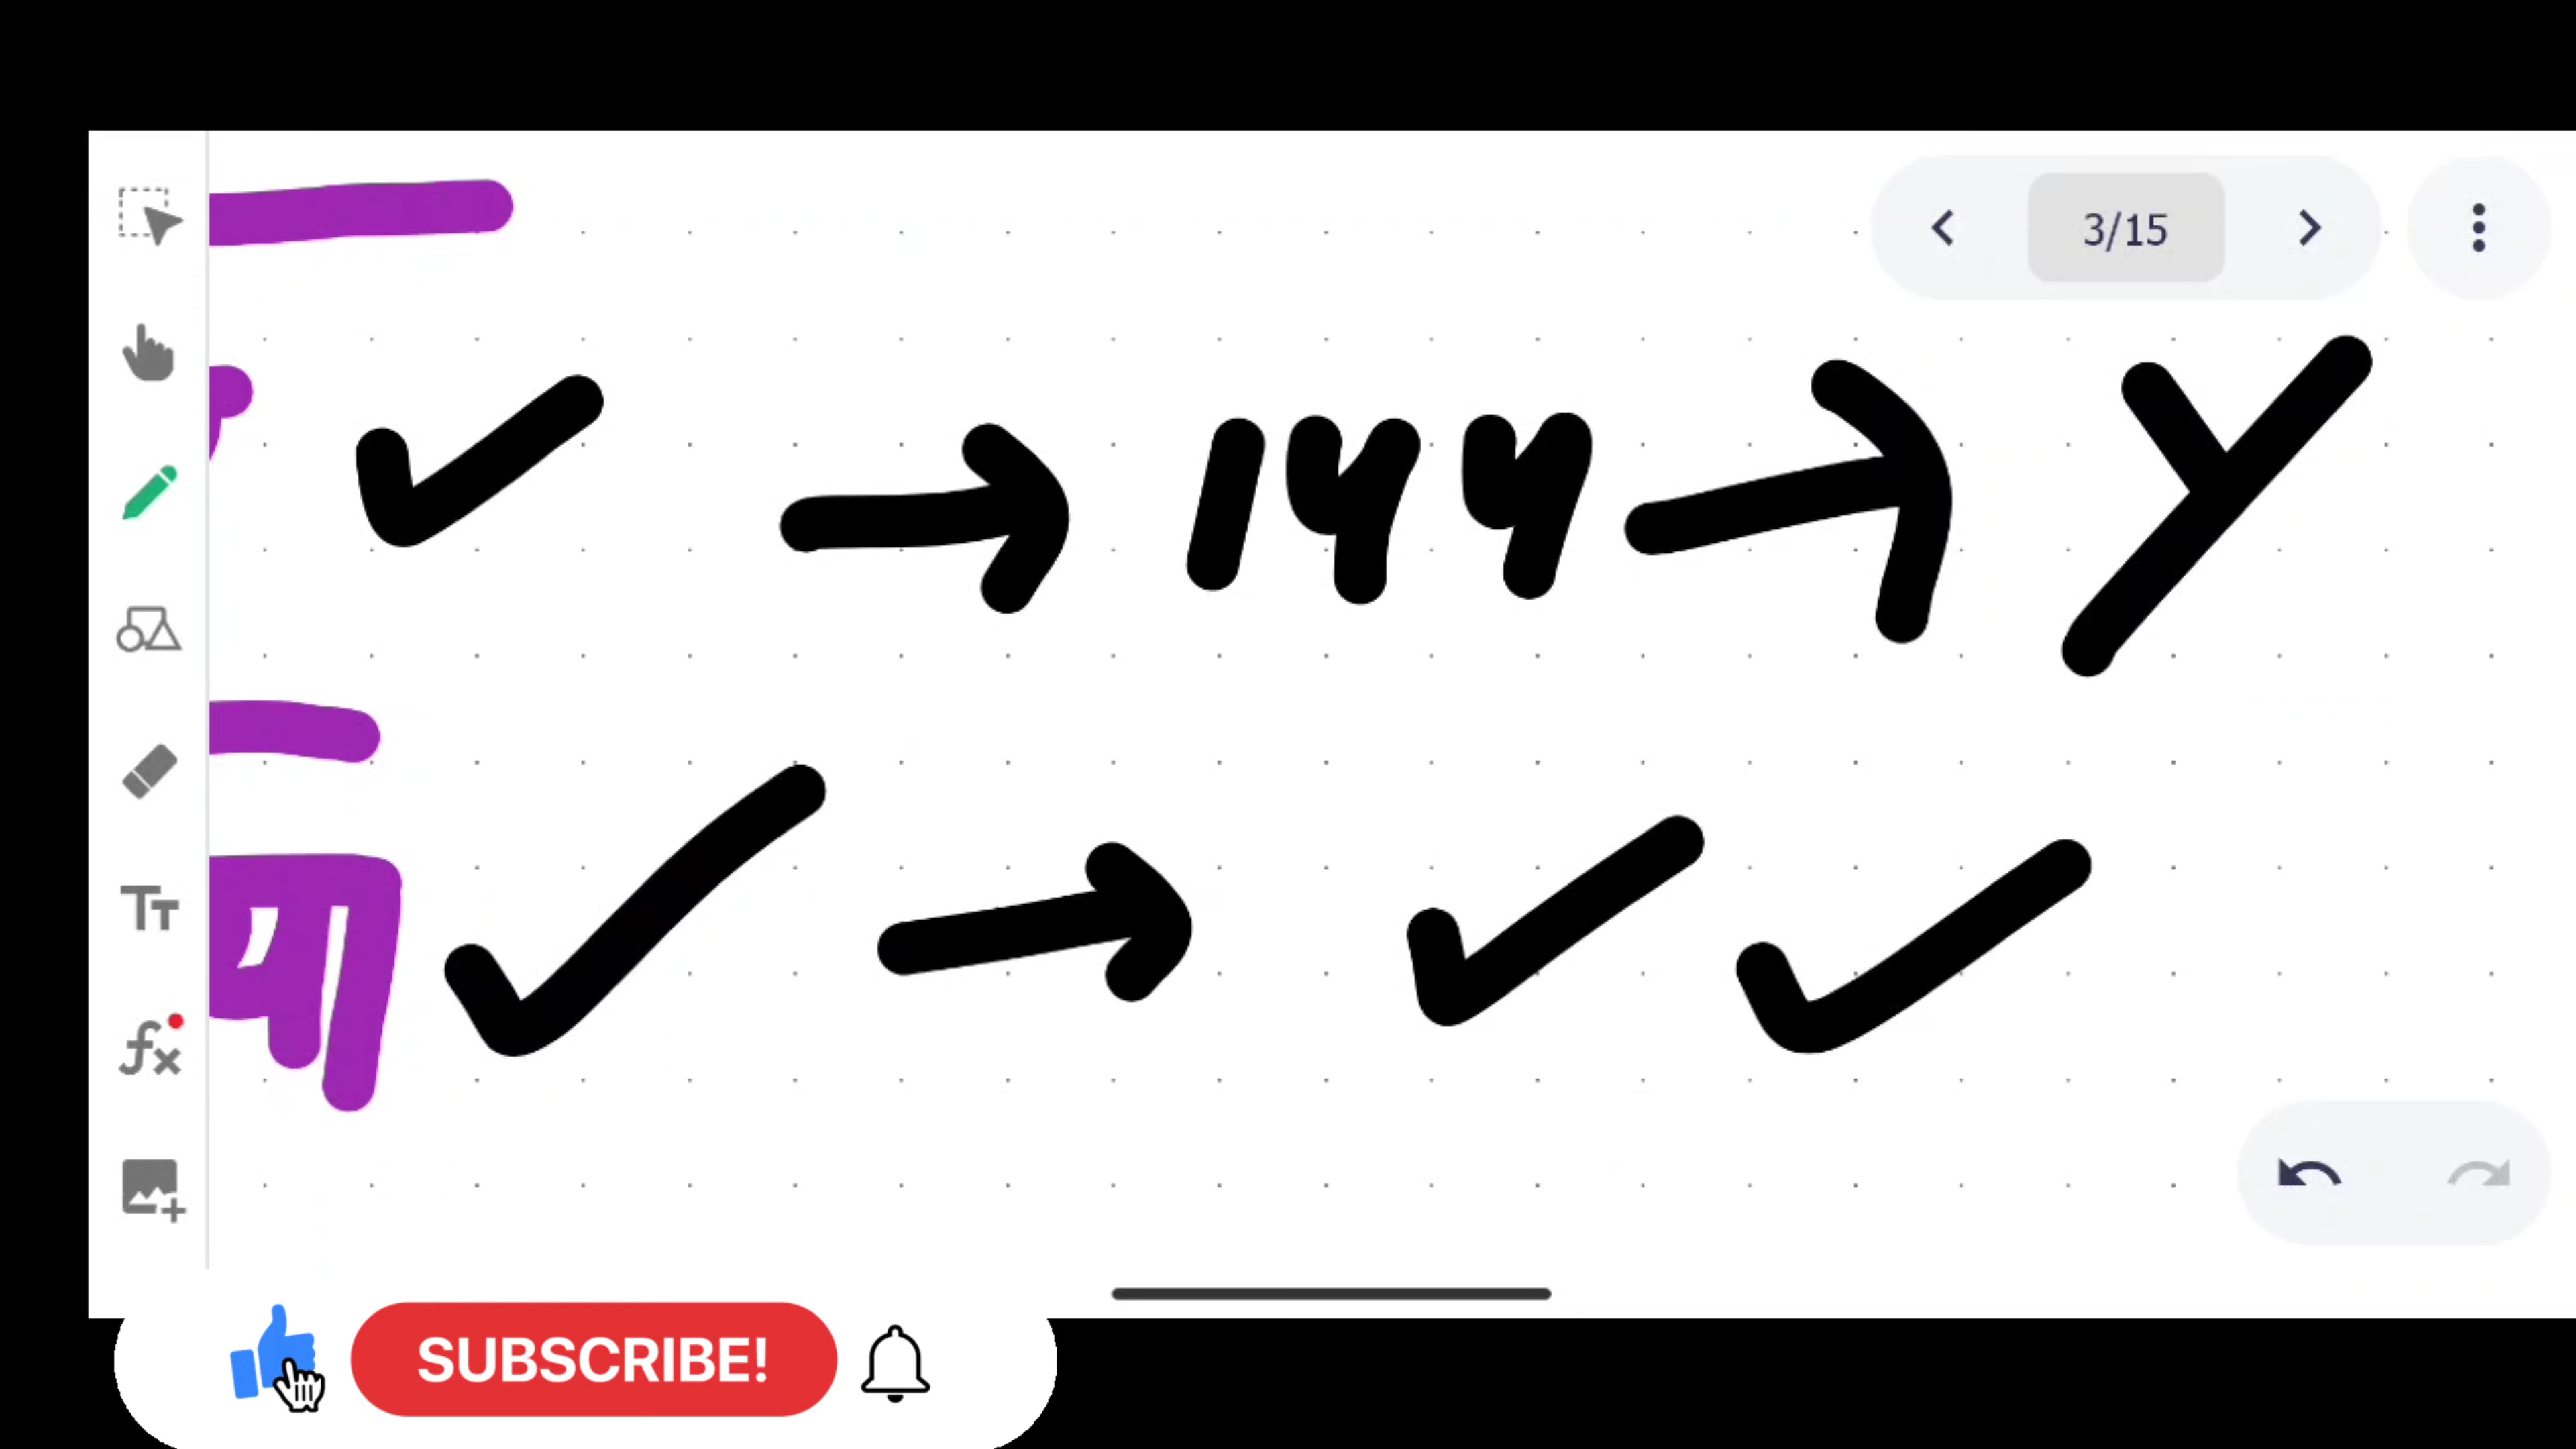 3/15
✓ → 144 → Y
✓ → ✓ ✓
SUBSCRIBE!